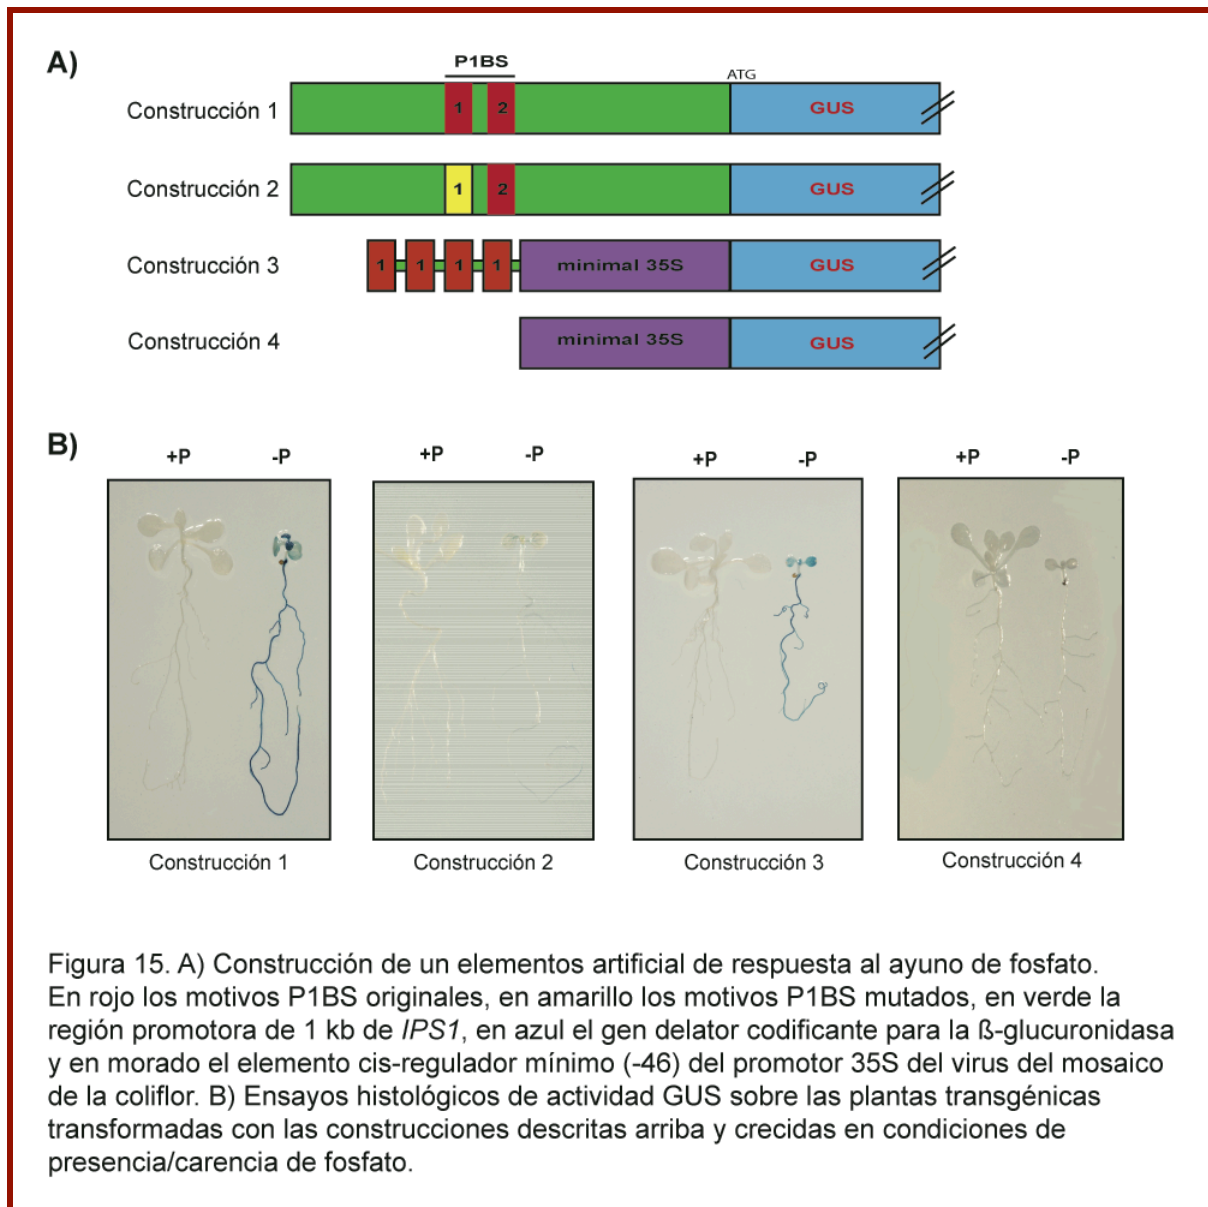 A)
P1BS
ATG
Construcción 1
1
2
GUS
Construcción 2
1
2
GUS
Construcción 3
1
1
1
1
minimal 35S
GUS
Construcción 4
minimal 35S
GUS
B)
+P
-P
+P
-P
+P
-P
+P
-P
Construcción 1
Construcción 2
Construcción 3
Construcción 4
Figura 15. A) Construcción de un elementos artificial de respuesta al ayuno de fosfato.
En rojo los motivos P1BS originales, en amarillo los motivos P1BS mutados, en verde la
región promotora de 1 kb de IPS1, en azul el gen delator codificante para la ß-glucuronidasa
y en morado el elemento cis-regulador mínimo (-46) del promotor 35S del virus del mosaico
de la coliflor. B) Ensayos histológicos de actividad GUS sobre las plantas transgénicas
transformadas con las construcciones descritas arriba y crecidas en condiciones de
presencia/carencia de fosfato.